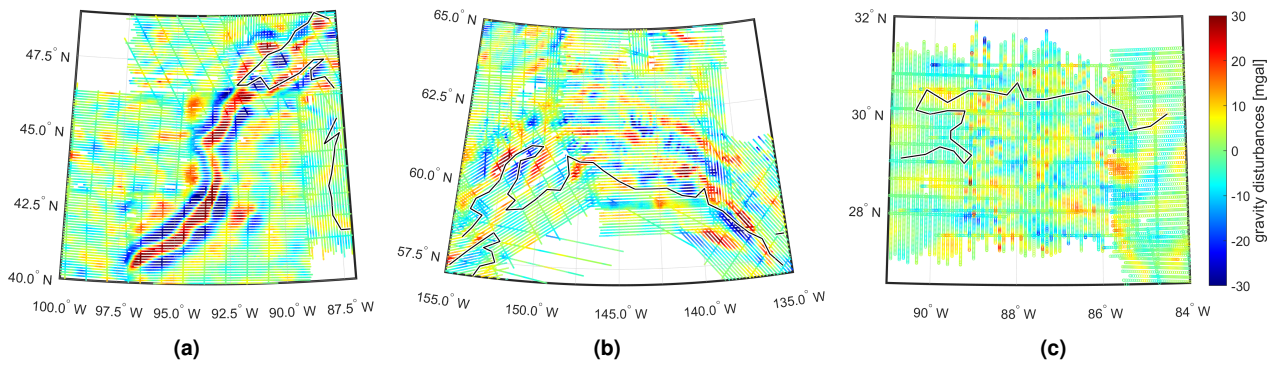 47.5° N
45.0° N
42.5° N
40.0° N
100.0° W
97.5° W
95.0° W
92.5° W
90.0° W
87.5° W
(a)
65.0° N
62.5° N
60.0° N
57.5° N
155.0° W
150.0° W
145.0° W
140.0° W
135.0° W
(b)
32° N
30° N
28° N
90° W
88° W
86° W
84° W
(c)
30
20
10
0
-10
-20
-30
gravity disturbances [mgal]